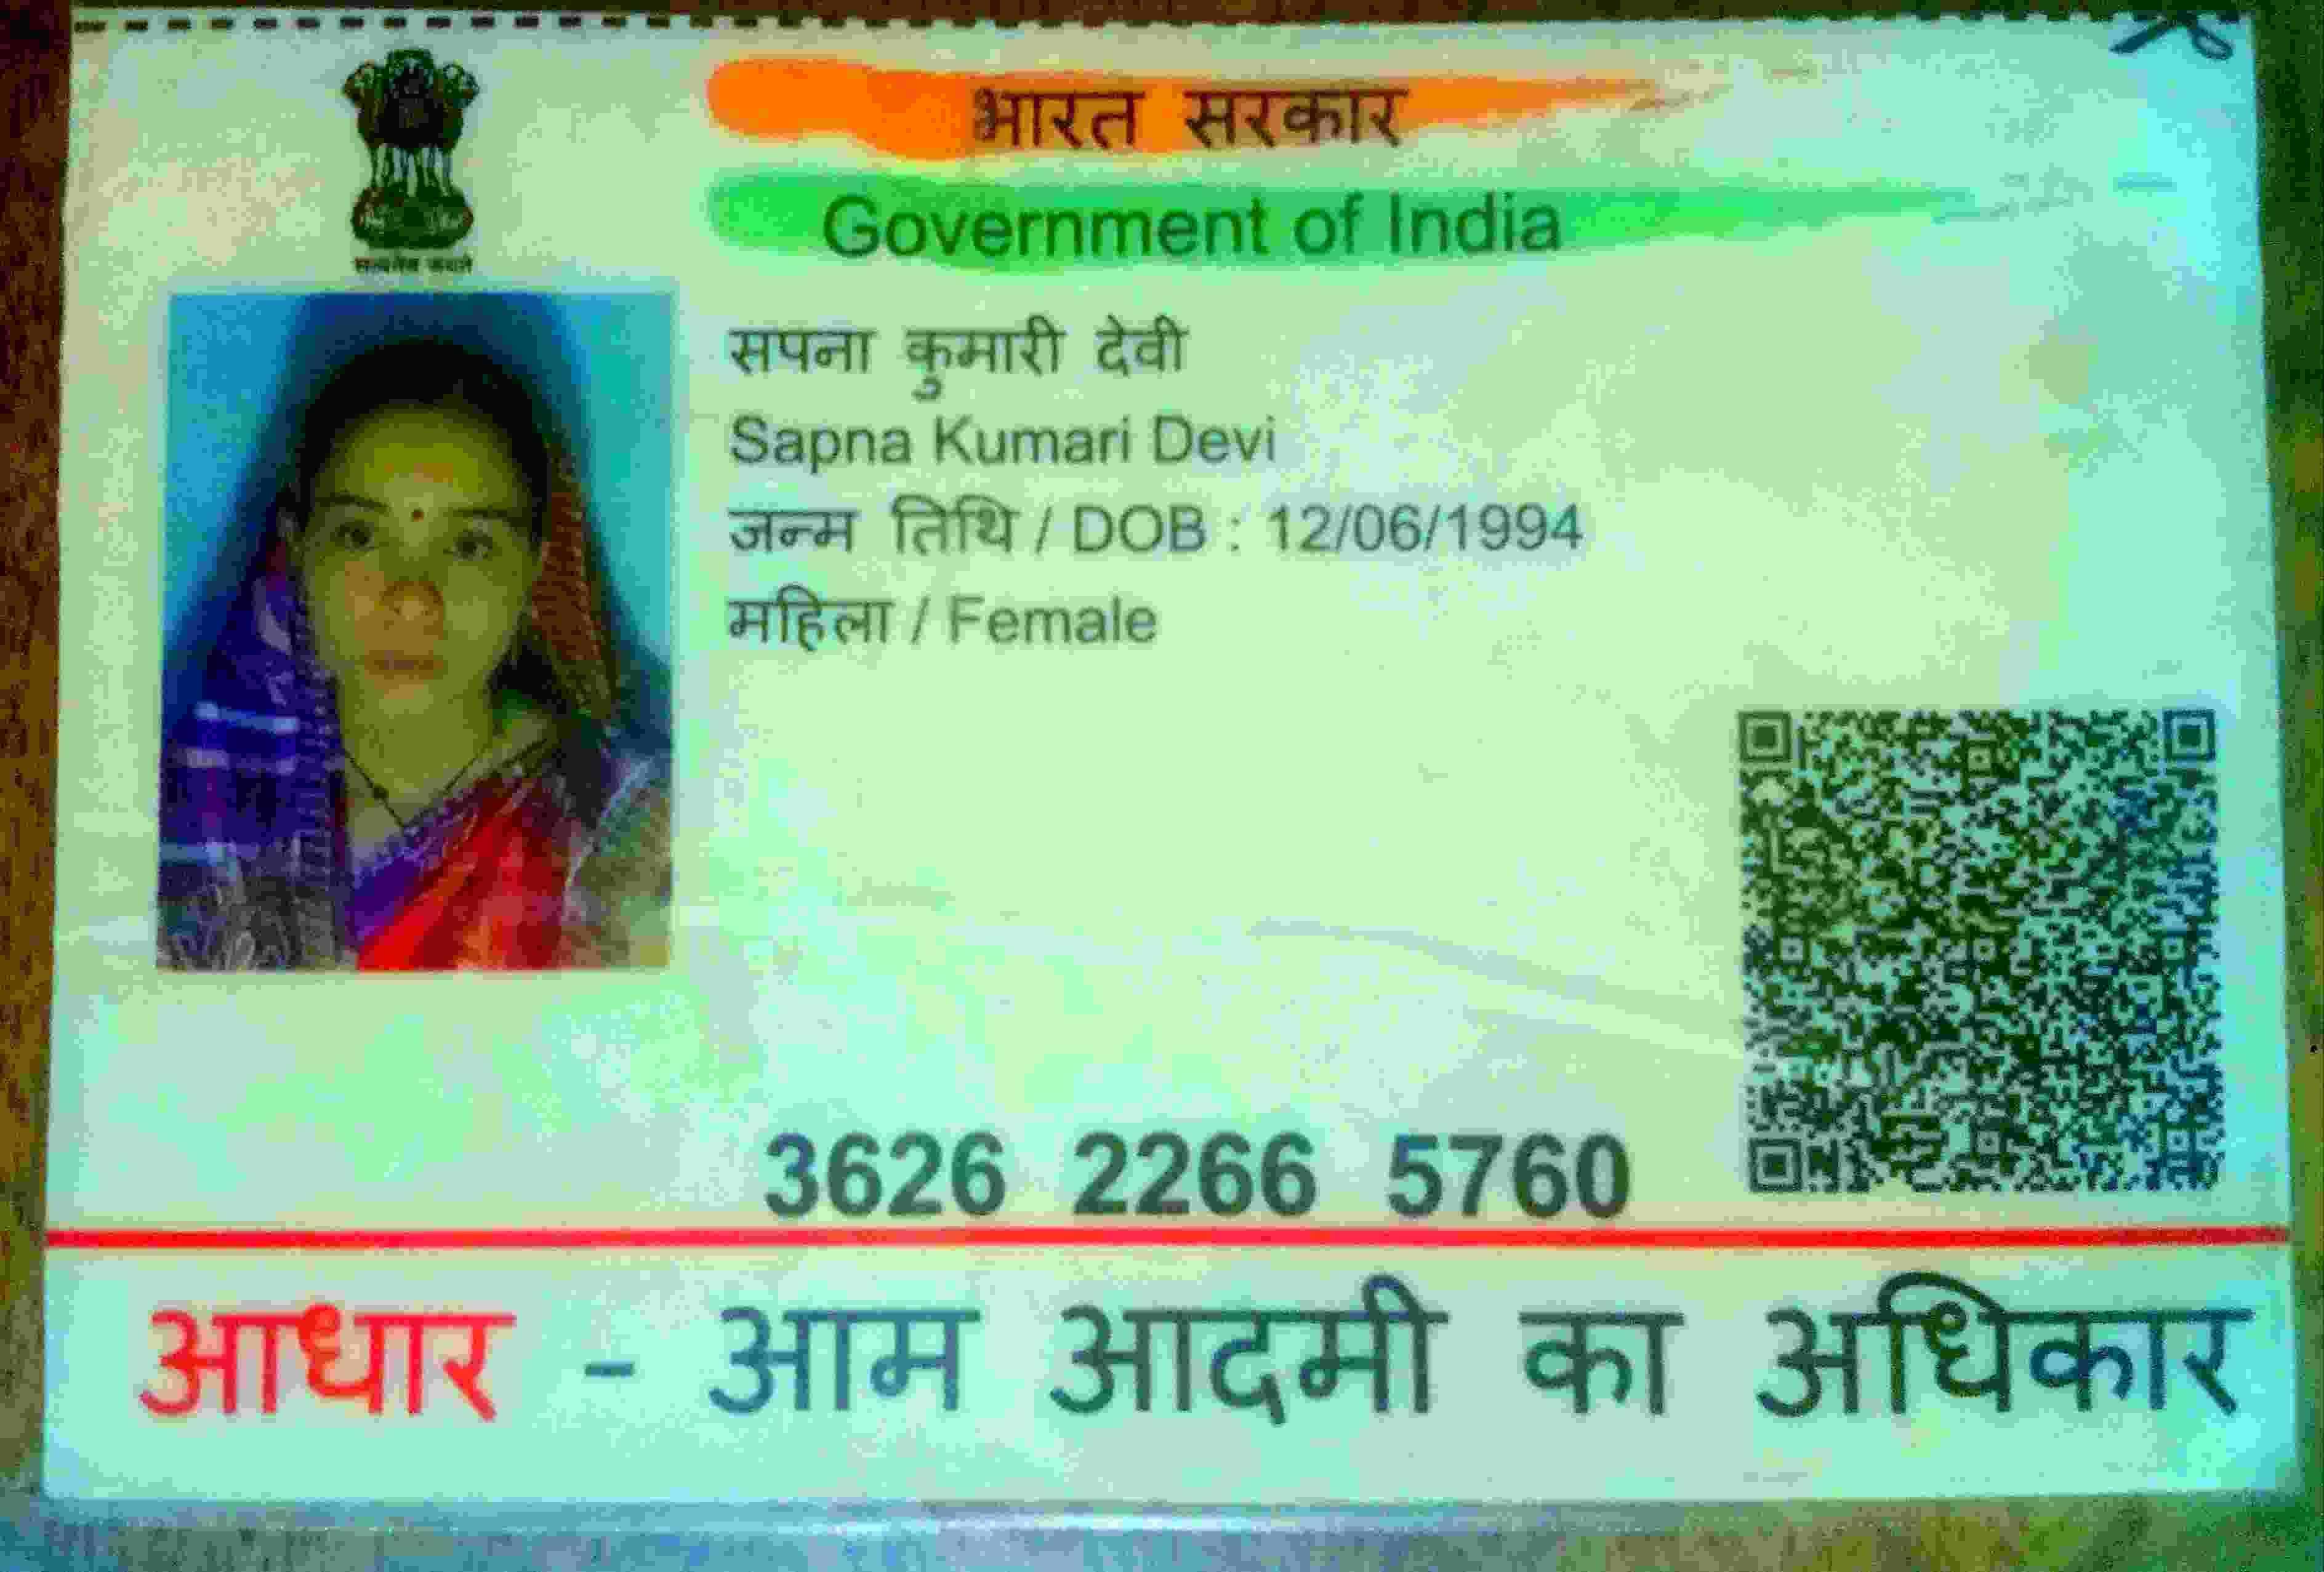 भारत सरकार
Government of India
सत्यमेव जयते
सपना कुमारी देवी
Sapna Kumari Devi
जन्म तिथि / DOB : 12/06/1994
महिला / Female
3626 2266 5760
आधार - आम आदमी का अधिकार